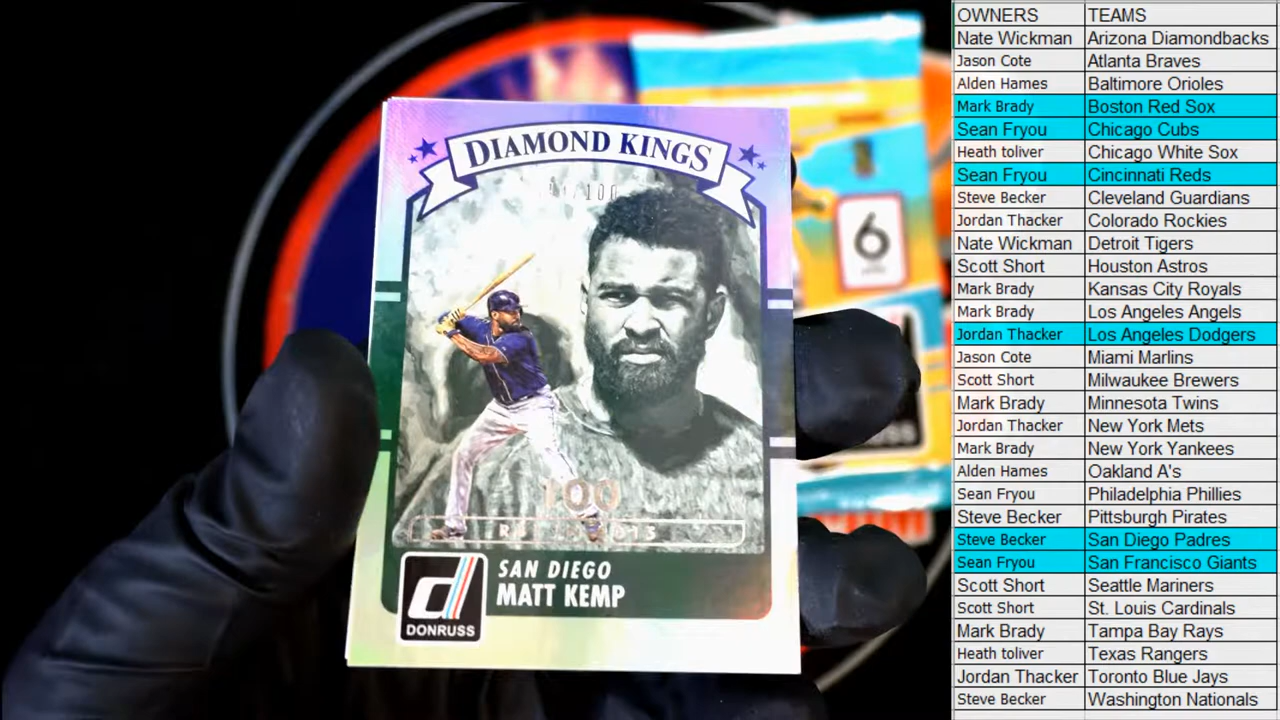 DIAMOND KINGS
/100
100
SAN DIEGO
MATT KEMP
DONRUSS
6
OWNERS TEAMS
Nate Wickman Arizona Diamondbacks
Jason Cote Atlanta Braves
Alden Hames Baltimore Orioles
Mark Brady Boston Red Sox
Sean Fryou Chicago Cubs
Heath toliver Chicago White Sox
Sean Fryou Cincinnati Reds
Steve Becker Cleveland Guardians
Jordan Thacker Colorado Rockies
Nate Wickman Detroit Tigers
Scott Short Houston Astros
Mark Brady Kansas City Royals
Mark Brady Los Angeles Angels
Jordan Thacker Los Angeles Dodgers
Jason Cote Miami Marlins
Scott Short Milwaukee Brewers
Mark Brady Minnesota Twins
Jordan Thacker New York Mets
Mark Brady New York Yankees
Alden Hames Oakland A's
Sean Fryou Philadelphia Phillies
Steve Becker Pittsburgh Pirates
Steve Becker San Diego Padres
Sean Fryou San Francisco Giants
Scott Short Seattle Mariners
Scott Short St. Louis Cardinals
Mark Brady Tampa Bay Rays
Heath toliver Texas Rangers
Jordan Thacker Toronto Blue Jays
Steve Becker Washington Nationals